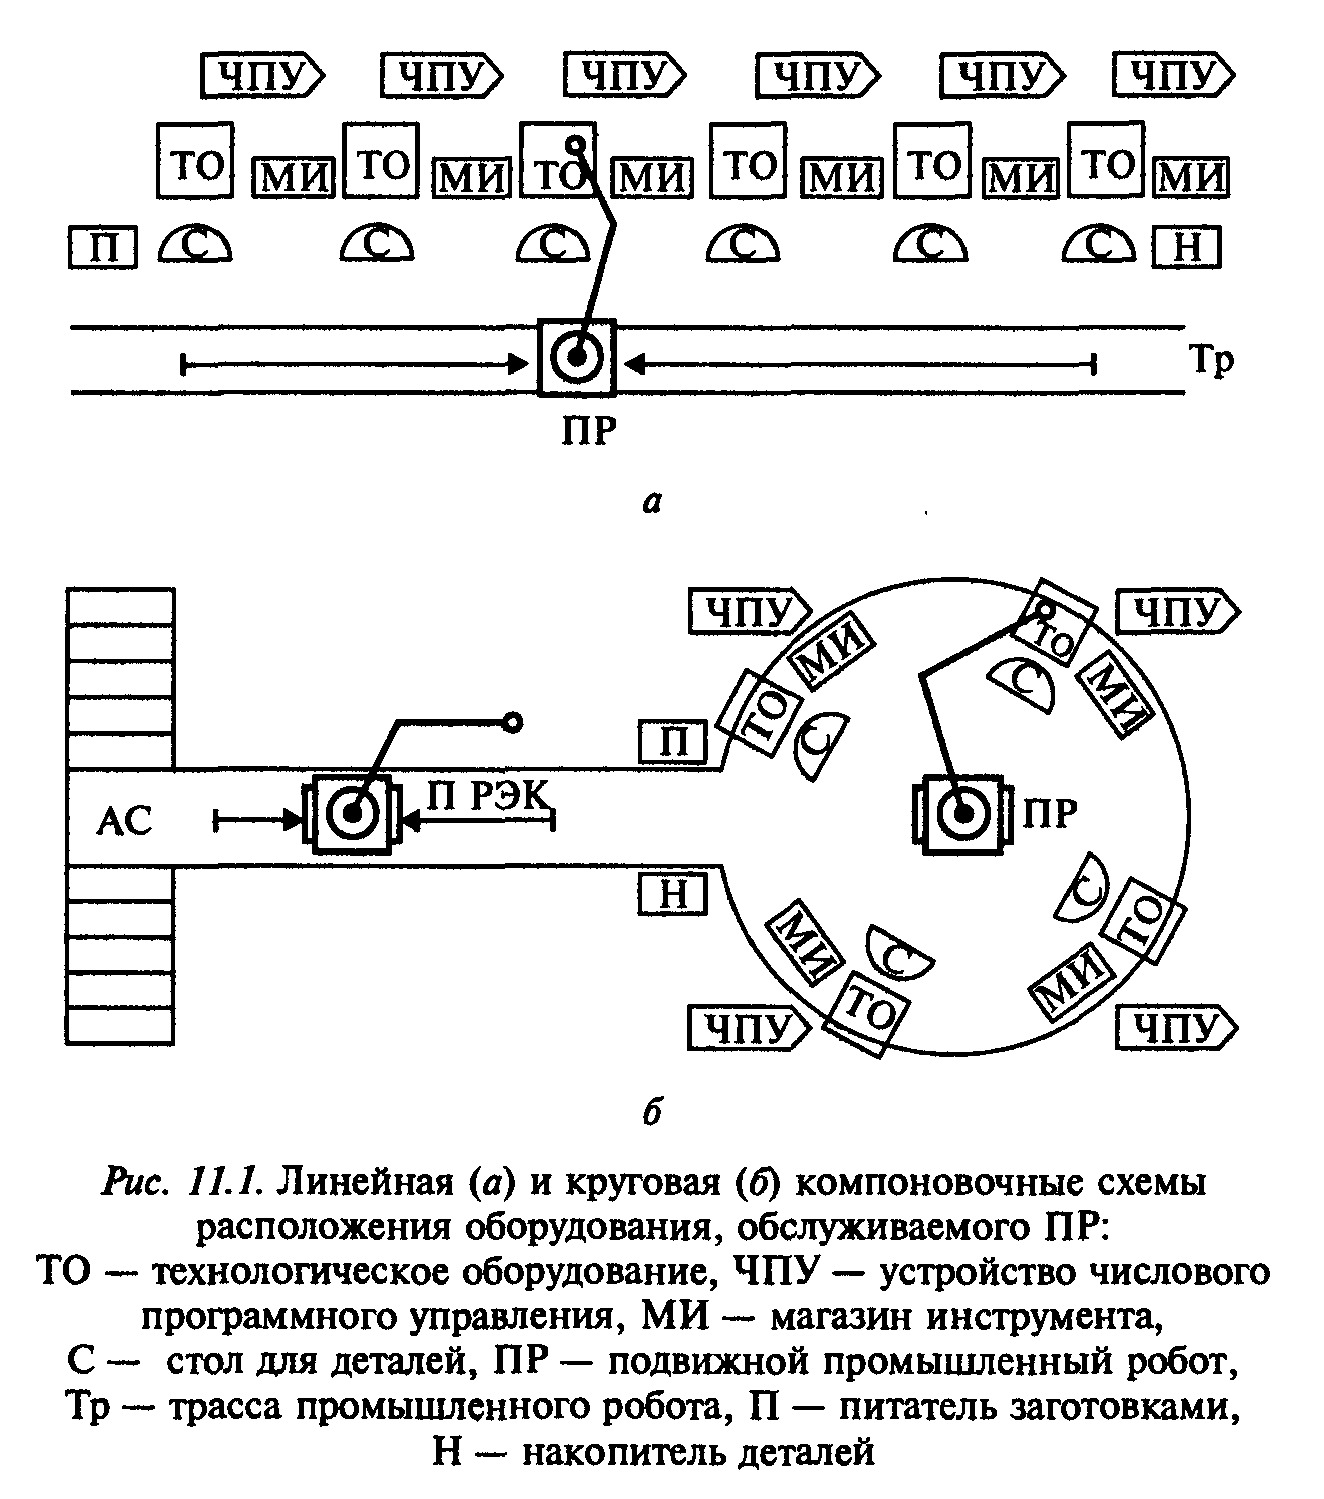 ЧПУ ЧПУ ЧПУ ЧПУ ЧПУ ЧПУ
ТО МИ ТО МИ ТО МИ ТО МИ ТО МИ ТО МИ
П С С С С С С Н
Тр
ПР
а
ЧПУ ЧПУ
МИ ТО
С МИ
ТО С
П
АС П РЭК ПР
Н
С ТО
МИ С МИ
ТО
ЧПУ ЧПУ
б
Рис. 11.1. Линейная (а) и круговая (б) компоновочные схемы
расположения оборудования, обслуживаемого ПР:
ТО — технологическое оборудование, ЧПУ — устройство числового
программного управления, МИ — магазин инструмента,
С — стол для деталей, ПР — подвижной промышленный робот,
Тр — трасса промышленного робота, П — питатель заготовками,
Н — накопитель деталей